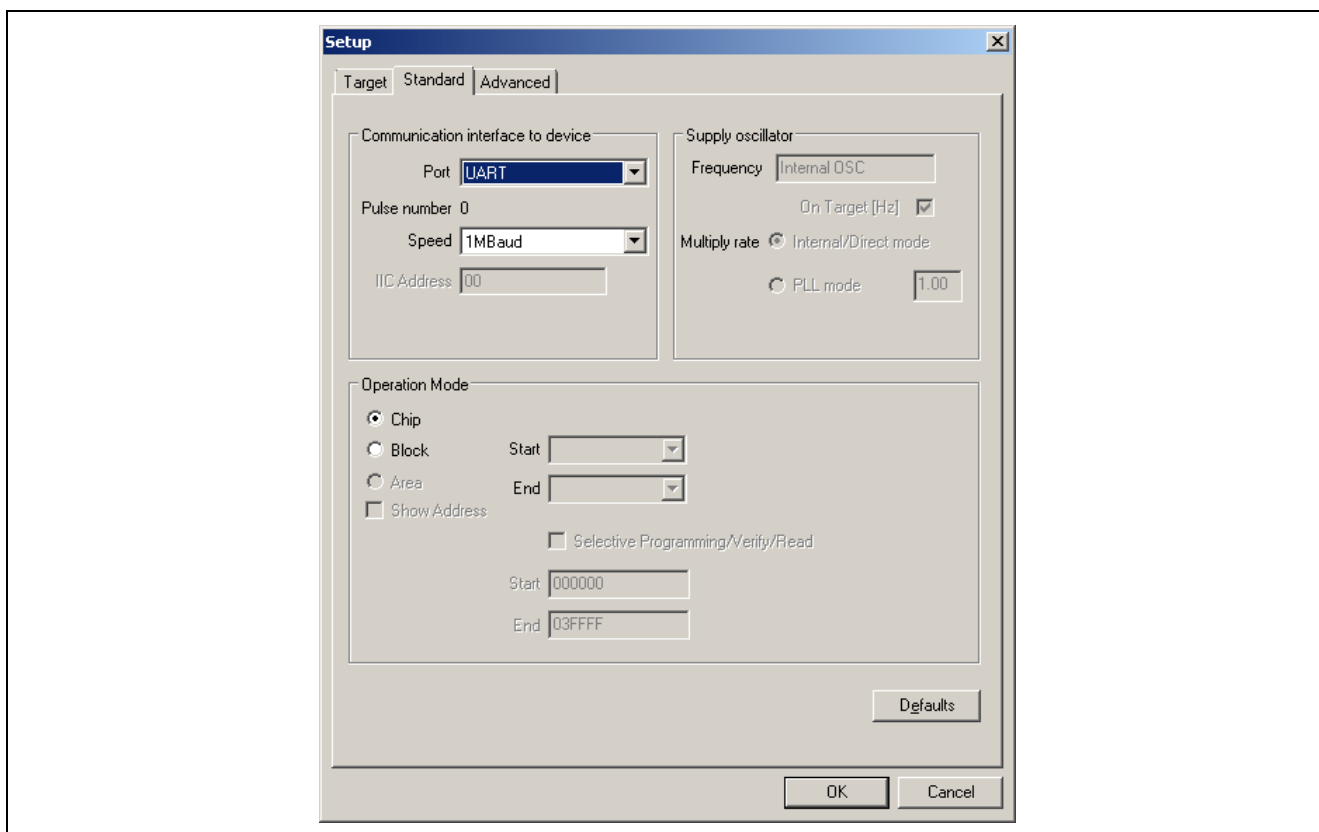 Setup
Target Standard Advanced
Communication interface to device
Port UART
Pulse number 0
Speed 1MBaud
IIC Address 00
Supply oscillator
Frequency Internal OSC
On Target [Hz]
Multiply rate Internal/Direct mode
PLL mode 1.00
Operation Mode
Chip
Block Start
Area End
Show Address
Selective Programming/Verify/Read
Start 000000
End 03FFFF
Defaults
OK Cancel